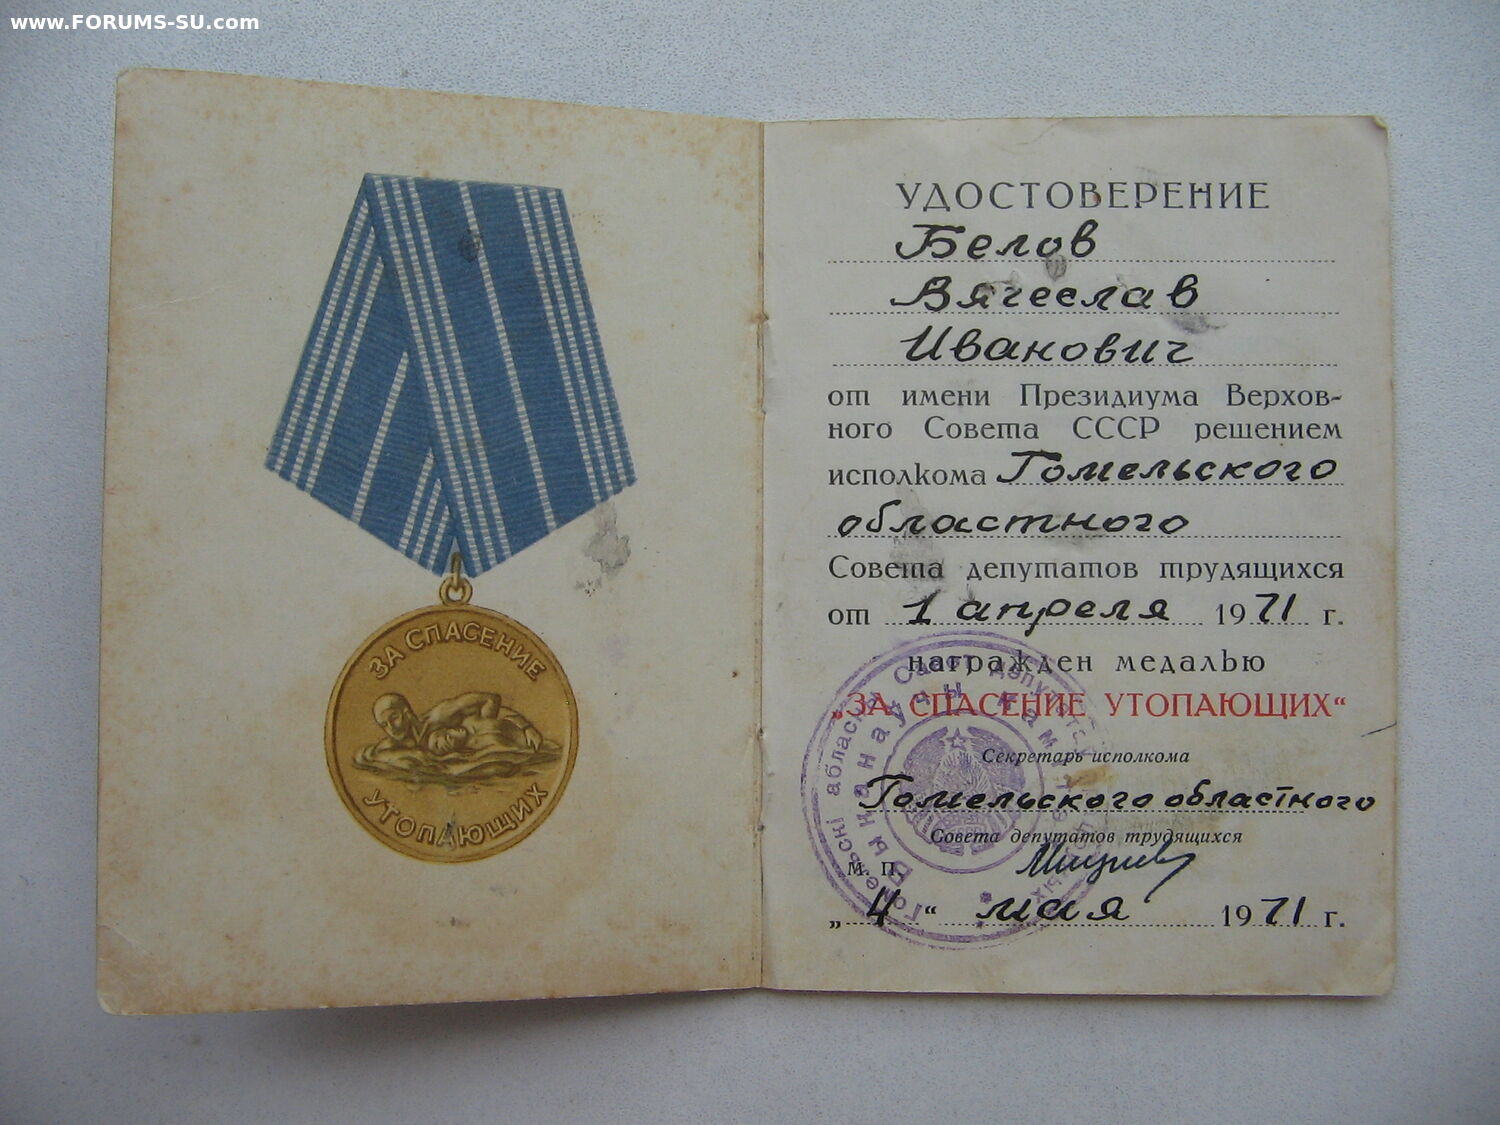 www.FORUMS-SU.com
ЗА СПАСЕНИЕ
УТОПАЮЩИХ
УДОСТОВЕРЕНИЕ
Белов
Вячеслав
Иванович
от имени Президиума Верхов-
ного Совета СССР решением
исполкома Гомельского
областного
Совета депутатов трудящихся
от 1 апреля 1971 г.
награжден медалью
„ЗА СПАСЕНИЕ УТОПАЮЩИХ“
Секретарь исполкома
Гомельского областного
Совета депутатов трудящихся
М. П.
„4“ мая 1971 г.